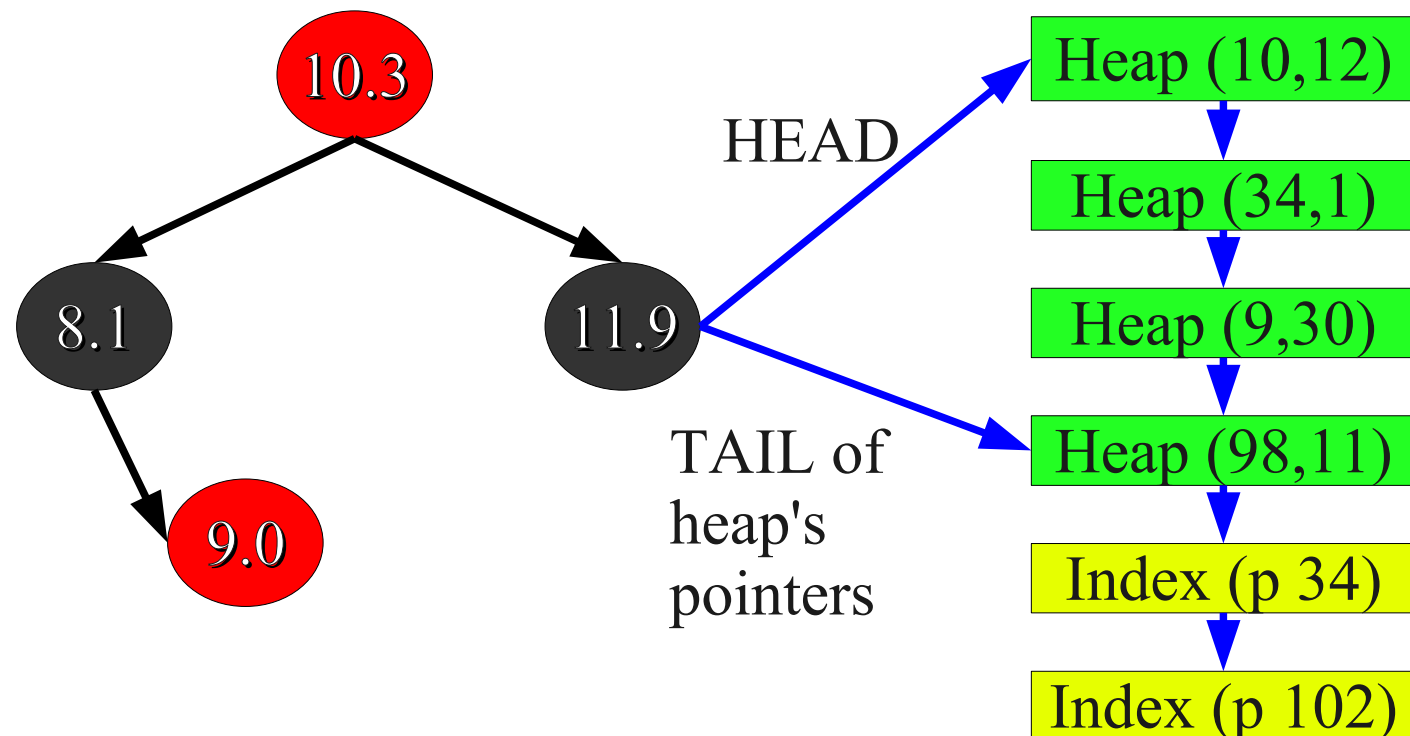 10.3
HEAD
Heap (10,12)
Heap (34,1)
8.1
11.9
Heap (9,30)
TAIL of
heap's
pointers
Heap (98,11)
9.0
Index (p 34)
Index (p 102)